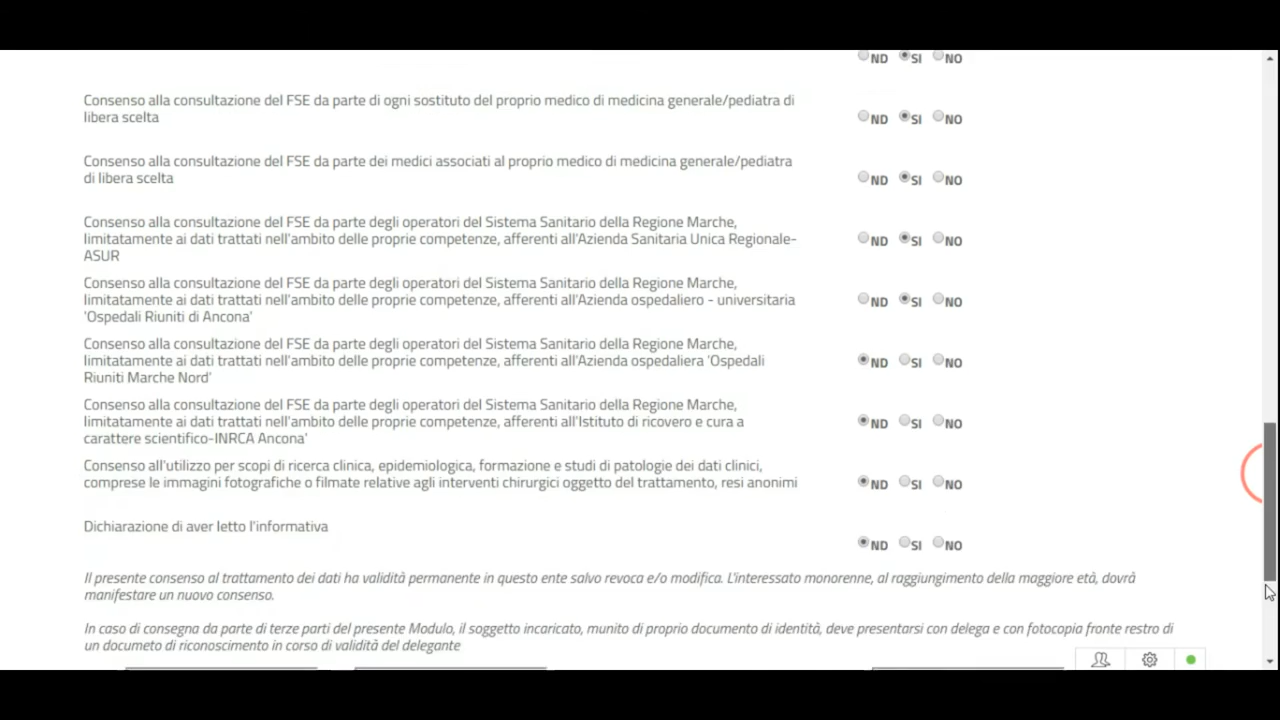 ND SI NO
Consenso alla consultazione del FSE da parte di ogni sostituto del proprio medico di medicina generale/pediatra di
libera scelta
ND SI NO
Consenso alla consultazione del FSE da parte dei medici associati al proprio medico di medicina generale/pediatra
di libera scelta
ND SI NO
Consenso alla consultazione del FSE da parte degli operatori del Sistema Sanitario della Regione Marche,
limitatamente ai dati trattati nell'ambito delle proprie competenze, afferenti all'Azienda Sanitaria Unica Regionale-
ASUR
ND SI NO
Consenso alla consultazione del FSE da parte degli operatori del Sistema Sanitario della Regione Marche,
limitatamente ai dati trattati nell'ambito delle proprie competenze, afferenti all'Azienda ospedaliero - universitaria
'Ospedali Riuniti di Ancona'
ND SI NO
Consenso alla consultazione del FSE da parte degli operatori del Sistema Sanitario della Regione Marche,
limitatamente ai dati trattati nell'ambito delle proprie competenze, afferenti all'Azienda ospedaliera 'Ospedali
Riuniti Marche Nord'
ND SI NO
Consenso alla consultazione del FSE da parte degli operatori del Sistema Sanitario della Regione Marche,
limitatamente ai dati trattati nell'ambito delle proprie competenze, afferenti all'Istituto di ricovero e cura a
carattere scientifico-INRCA Ancona'
ND SI NO
Consenso all'utilizzo per scopi di ricerca clinica, epidemiologica, formazione e studi di patologie dei dati clinici,
comprese le immagini fotografiche o filmate relative agli interventi chirurgici oggetto del trattamento, resi anonimi
ND SI NO
Dichiarazione di aver letto l'informativa
ND SI NO
Il presente consenso al trattamento dei dati ha validità permanente in questo ente salvo revoca e/o modifica. L'interessato monorenne, al raggiungimento della maggiore età, dovrà
manifestare un nuovo consenso.
In caso di consegna da parte di terze parti del presente Modulo, il soggetto incaricato, munito di proprio documento di identità, deve presentarsi con delega e con fotocopia fronte restro di
un documeto di riconoscimento in corso di validità del delegante